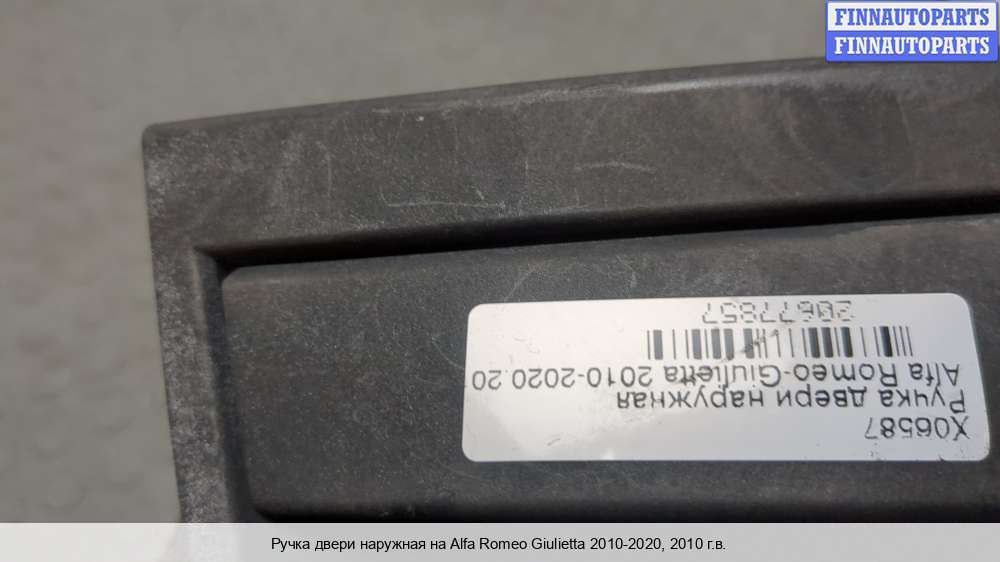 FINNAUTOPARTS
FINNAUTOPARTS
X06587
Ручка двери наружная
Alfa Romeo-Giulietta 2010-2020.20
20677857
Ручка двери наружная на Alfa Romeo Giulietta 2010-2020, 2010 г.в.